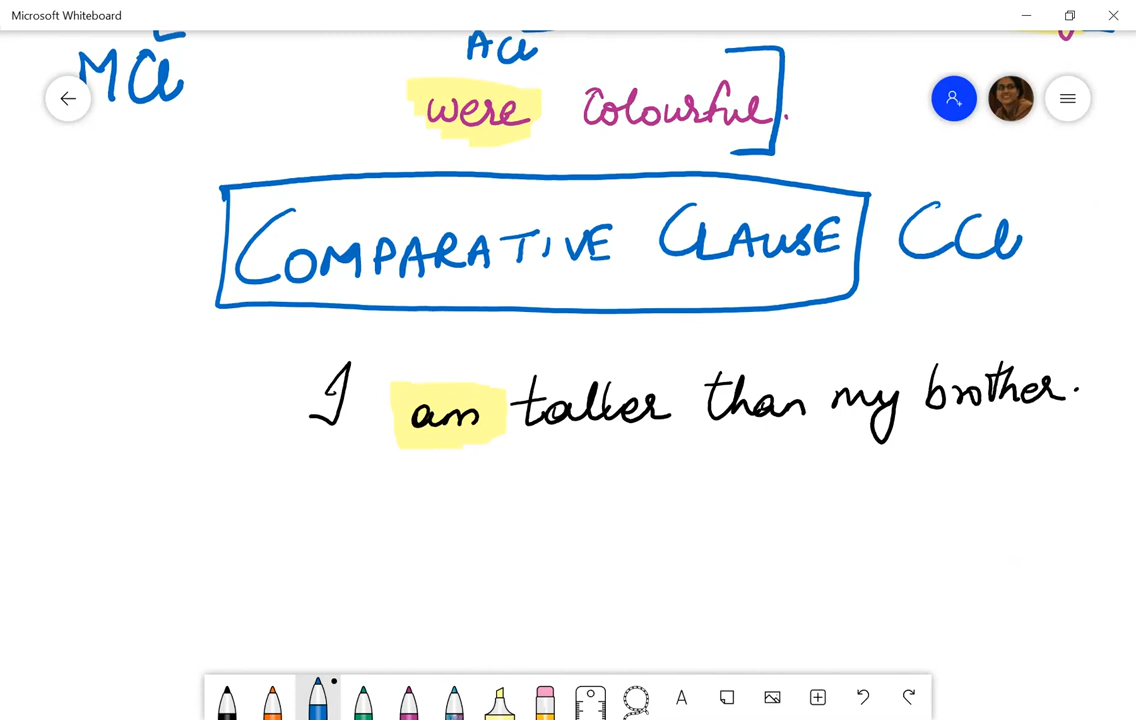 Microsoft Whiteboard
MCl
ACl
were colourful.
COMPARATIVE CLAUSE CCl
I am taller than my brother.